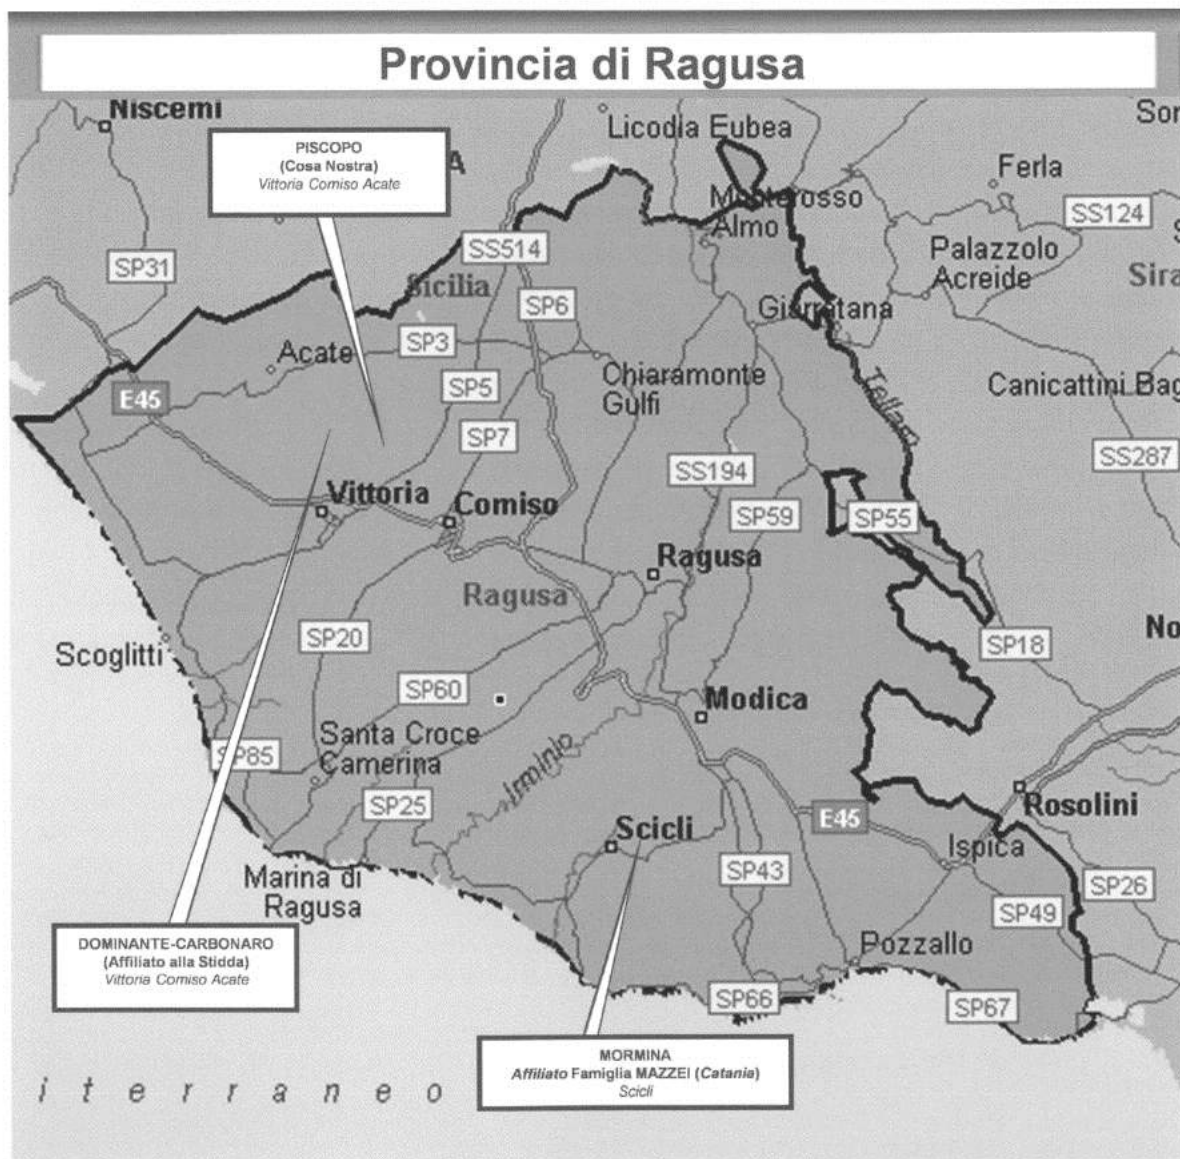 Provincia di Ragusa
Niscemi
Licodia Eubea
Ferla
PISCOPO
(Cosa Nostra)
Vittoria Comiso Acate
A
Monterosso
Almo
SS124
Palazzolo
Acreide
SP31
SS514
Sicilia
SP6
Giarratana
SP3
Acate
Chiaramonte
Gulfi
SP5
E45
Canicattini Bag
SP7
SS194
SS287
Vittoria
Comiso
SP59
SP55
Ragusa
Ragusa
SP20
SP18
Scoglitti
SP60
Modica
Santa Croce
Camerina
SP85
Irminio
SP25
E45
Rosolini
Scicli
Ispica
SP43
SP26
Marina di
Ragusa
SP49
Pozzallo
DOMINANTE-CARBONARO
(Affiliato alla Stidda)
Vittoria Comiso Acate
SP66
SP67
MORMINA
Affiliato Famiglia MAZZEI (Catania)
Scicli
i t e r r a n e o